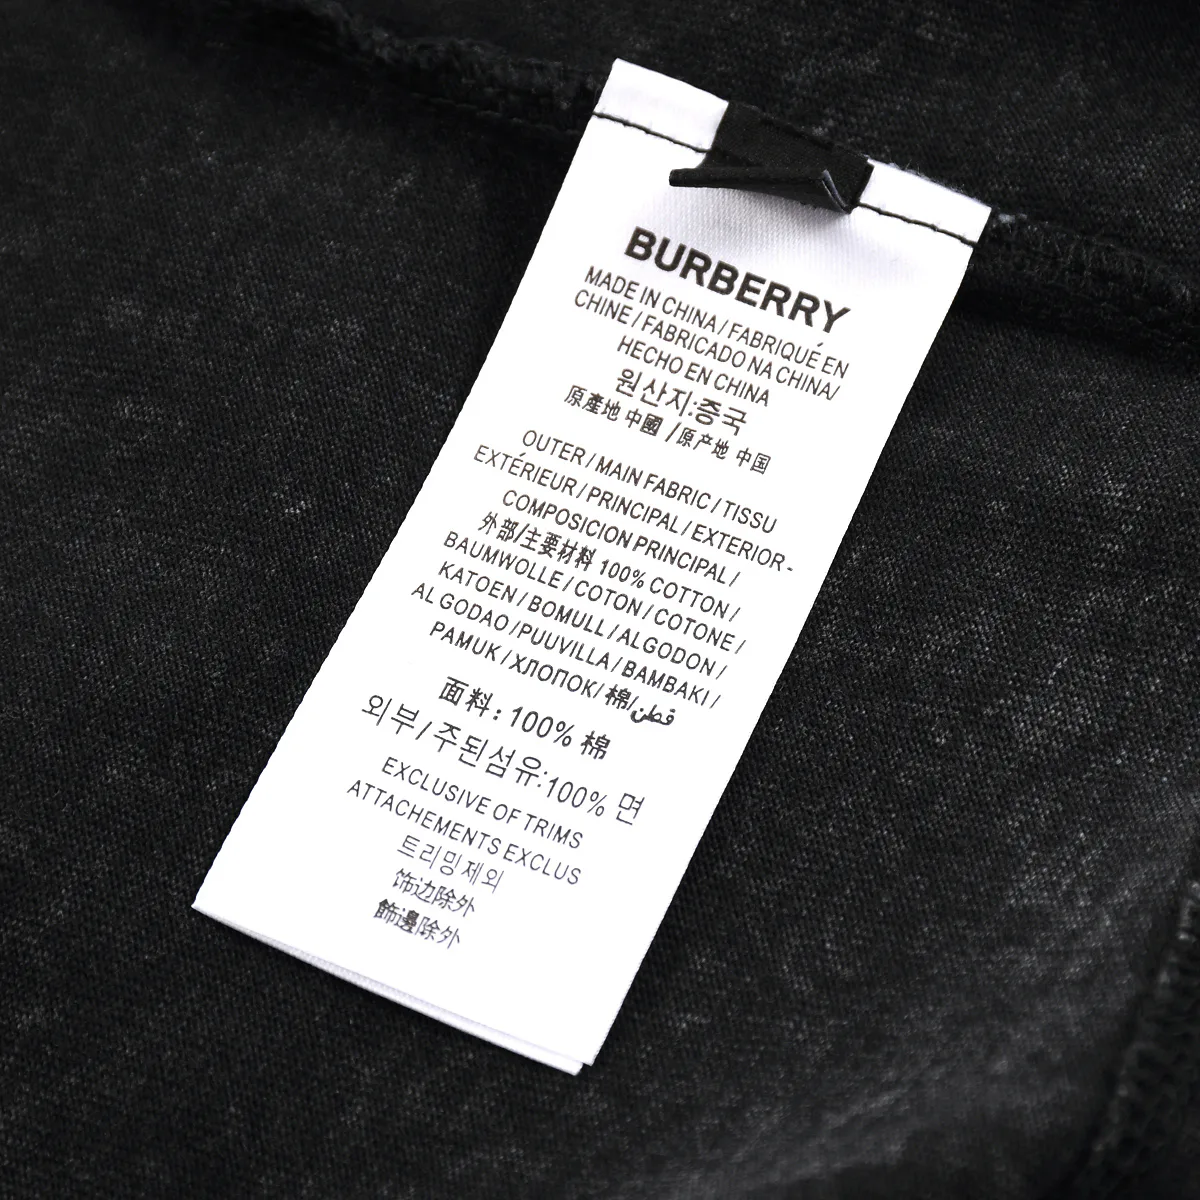 BURBERRY
MADE IN CHINA / FABRIQUÉ EN
CHINE / FABRICADO NA CHINA/
HECHO EN CHINA
원산지:중국
原產地 中國 / 原产地 中国
OUTER / MAIN FABRIC / TISSU
EXTÉRIEUR / PRINCIPAL / EXTERIOR-
COMPOSICION PRINCIPAL /
外部/主要材料 100% COTTON /
BAUMWOLLE / COTON / COTONE /
KATOEN / BOMULL / ALGODON /
AL GODAO / PUUVILLA / BAMBAKI /
PAMUK / ХЛОПОК/ 棉/قطن
面料: 100% 棉
외부 / 주된섬유:100% 면
EXCLUSIVE OF TRIMS
ATTACHEMENTS EXCLUS
트리밍제외
饰边除外
飾邊除外